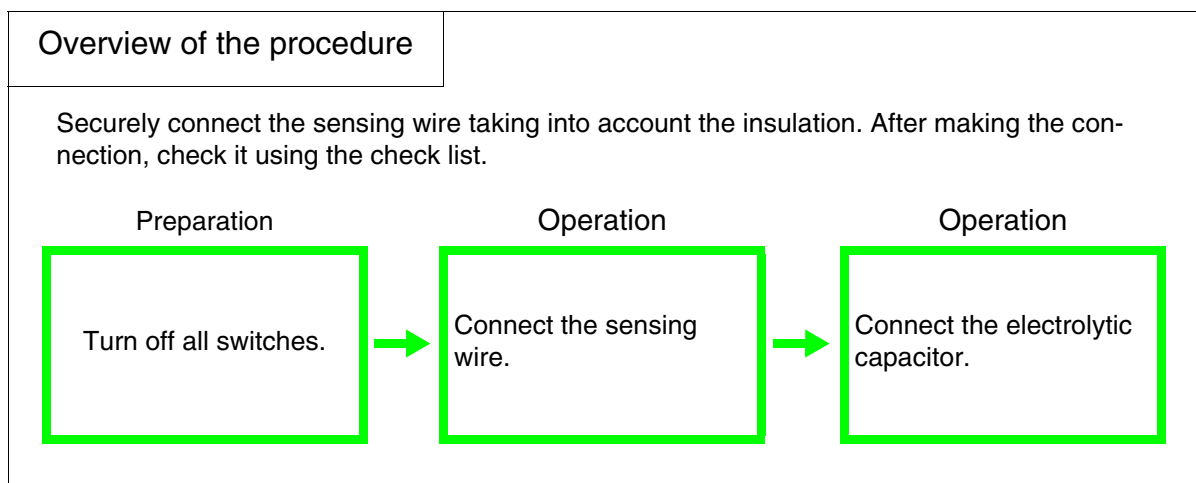 Overview of the procedure
Securely connect the sensing wire taking into account the insulation. After making the con-
nection, check it using the check list.
Preparation
Operation
Operation
Turn off all switches.
Connect the sensing
wire.
Connect the electrolytic
capacitor.